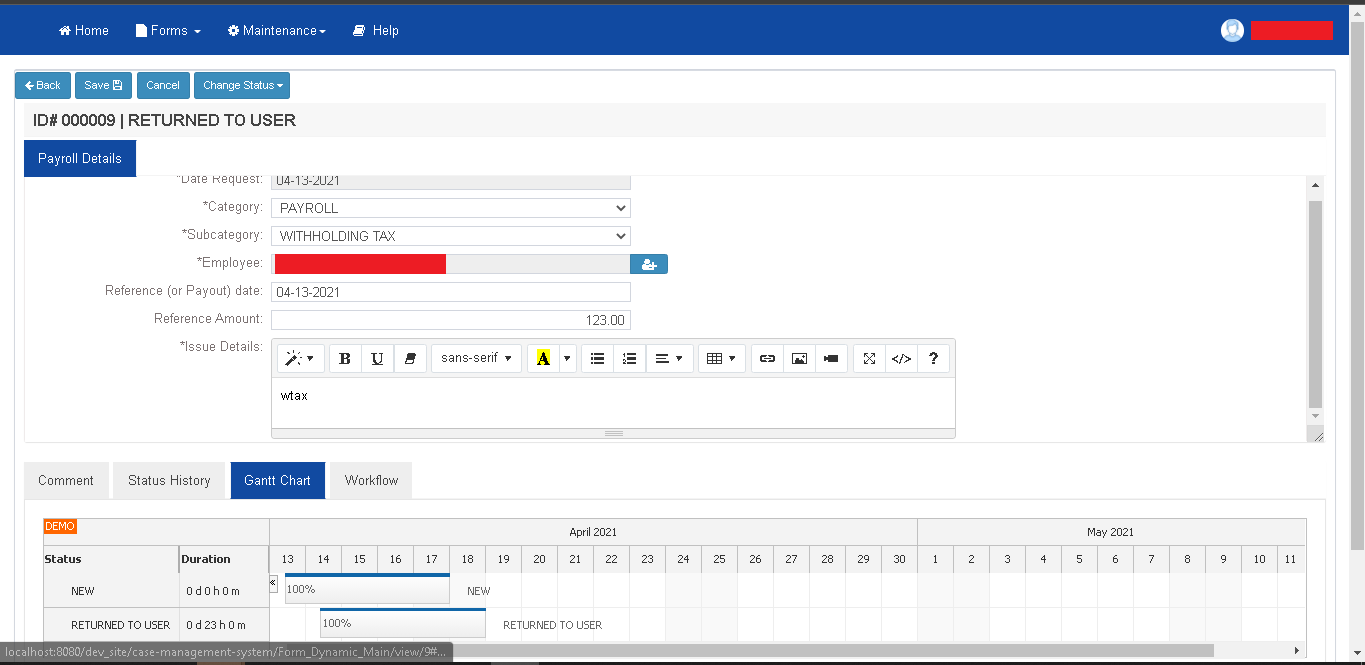 Home Forms Maintenance Help
Back Save Cancel Change Status
ID# 000009 | RETURNED TO USER
Payroll Details
*Date Request: 04-13-2021
*Category: PAYROLL
*Subcategory: WITHHOLDING TAX
*Employee:
Reference (or Payout) date: 04-13-2021
Reference Amount: 123.00
*Issue Details:
B U sans-serif A </> ?
wtax
Comment Status History Gantt Chart Workflow
DEMO
April 2021 May 2021
Status Duration 13 14 15 16 17 18 19 20 21 22 23 24 25 26 27 28 29 30 1 2 3 4 5 6 7 8 9 10 11
NEW 0 d 0 h 0 m « 100% NEW
RETURNED TO USER 0 d 23 h 0 m 100% RETURNED TO USER
localhost:8080/dev_site/case-management-system/Form_Dynamic_Main/view/9#...